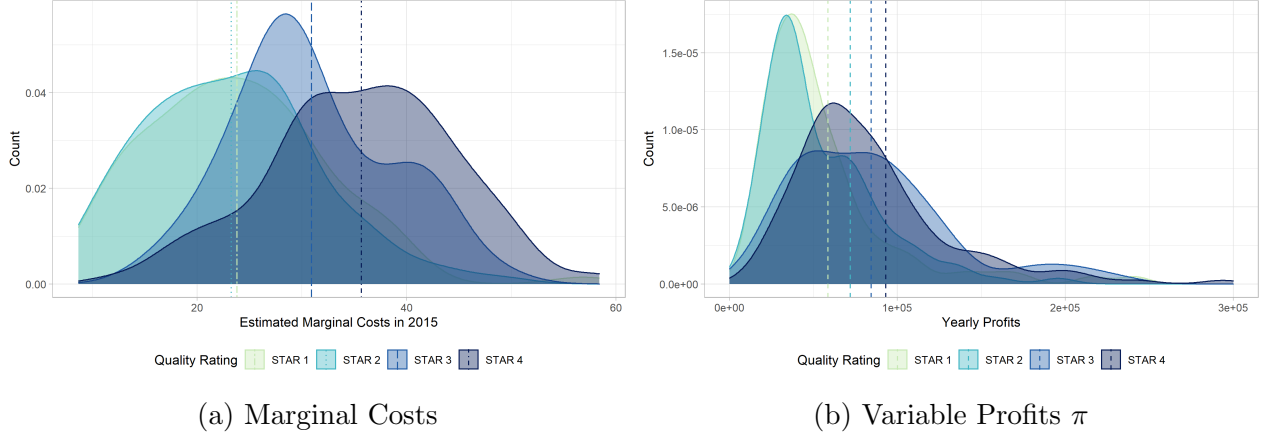 Count
0.04
0.02
0.00
20
40
60
Estimated Marginal Costs in 2015
Quality Rating STAR 1 STAR 2 STAR 3 STAR 4
(a) Marginal Costs
Count
1.5e-05
1.0e-05
5.0e-06
0.0e+00
0e+00
1e+05
2e+05
3e+05
Yearly Profits
Quality Rating STAR 1 STAR 2 STAR 3 STAR 4
(b) Variable Profits π